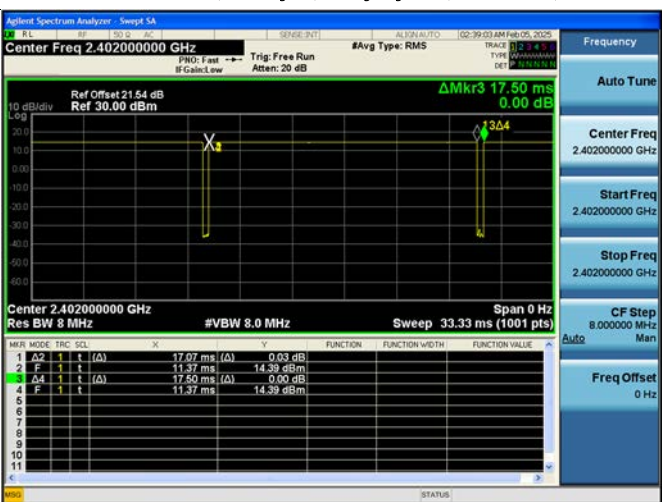 Agilent Spectrum Analyzer - Swept SA
RL RF 50 Ω AC SENSE:INT ALIGN AUTO 02:39:03 AM Feb 05, 2025
Center Freq 2.402000000 GHz
PNO: Fast
IFGain:Low
Trig: Free Run
Atten: 20 dB
#Avg Type: RMS
TRACE 1 2 3 4 5 6
TYPE
DET P N N N N N
Ref Offset 21.54 dB
Ref 30.00 dBm
10 dB/div
Log
ΔMkr3 17.50 ms
0.00 dB
20.0
10.0
0.00
-10.0
-20.0
-30.0
-40.0
-50.0
-60.0
X
13Δ4
Center 2.402000000 GHz Span 0 Hz
Res BW 8 MHz #VBW 8.0 MHz Sweep 33.33 ms (1001 pts)
MKR MODE TRC SCL X Y FUNCTION FUNCTION WIDTH FUNCTION VALUE
1 Δ2 1 t (Δ) 17.07 ms (Δ) 0.03 dB
2 F 1 t 11.37 ms 14.39 dBm
3 Δ4 1 t (Δ) 17.50 ms (Δ) 0.00 dB
4 F 1 t 11.37 ms 14.39 dBm
5
6
7
8
9
10
11
MSG STATUS
Frequency
Auto Tune
Center Freq
2.402000000 GHz
Start Freq
2.402000000 GHz
Stop Freq
2.402000000 GHz
CF Step
8.000000 MHz
Auto Man
Freq Offset
0 Hz